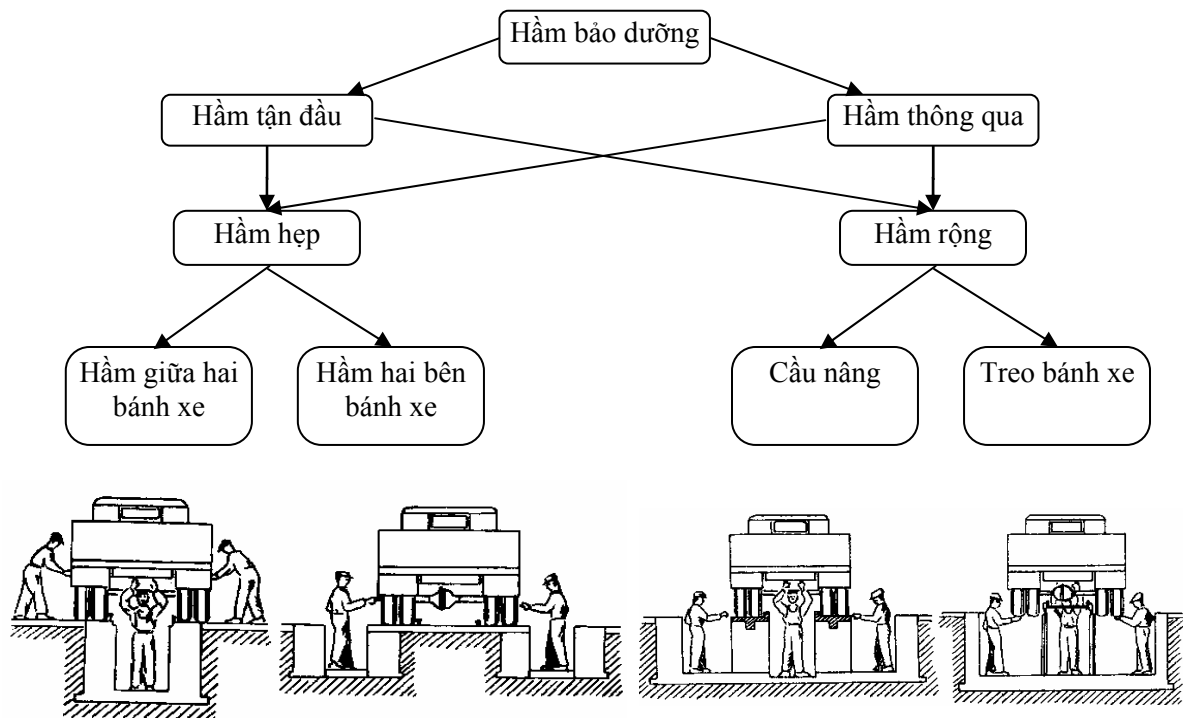 Hầm bảo dưỡng
Hầm tận đầu
Hầm thông qua
Hầm hẹp
Hầm rộng
Hầm giữa hai
bánh xe
Hầm hai bên
bánh xe
Cầu nâng
Treo bánh xe